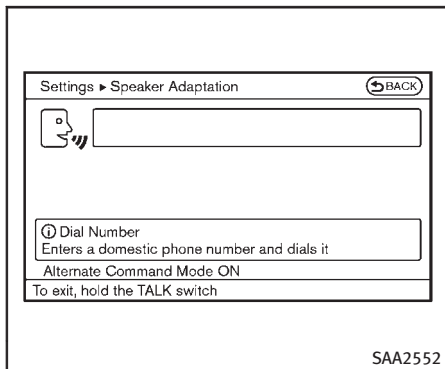 Settings ▸ Speaker Adaptation
BACK
ⓘ Dial Number
Enters a domestic phone number and dials it
Alternate Command Mode ON
To exit, hold the TALK switch
SAA2552